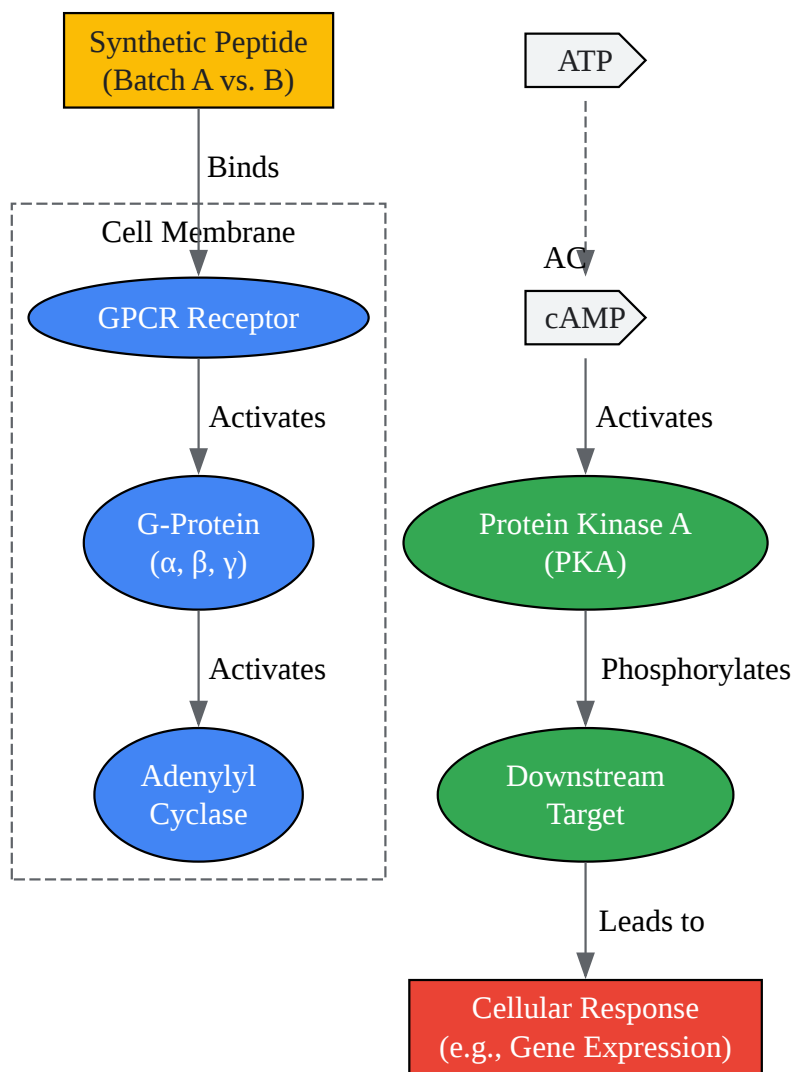 Synthetic Peptide
(Batch A vs. B)
Binds
Cell Membrane
GPCR Receptor
Activates
G-Protein
(α, β, γ)
Activates
Adenylyl
Cyclase
ATP
AC
cAMP
Activates
Protein Kinase A
(PKA)
Phosphorylates
Downstream
Target
Leads to
Cellular Response
(e.g., Gene Expression)